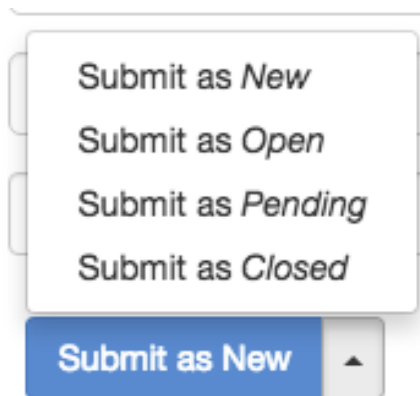 Submit as New
Submit as Open
Submit as Pending
Submit as Closed
Submit as New